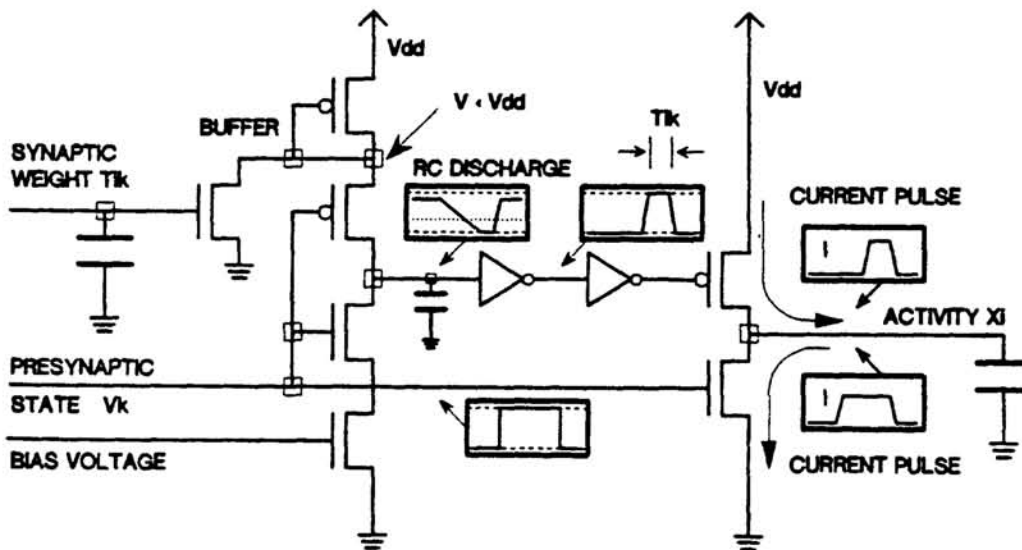 Vdd
Vdd
V < Vdd
BUFFER
TIk
SYNAPTIC
WEIGHT TIk
RC DISCHARGE
CURRENT PULSE
I
ACTIVITY XI
PRESYNAPTIC
STATE Vk
I
BIAS VOLTAGE
CURRENT PULSE